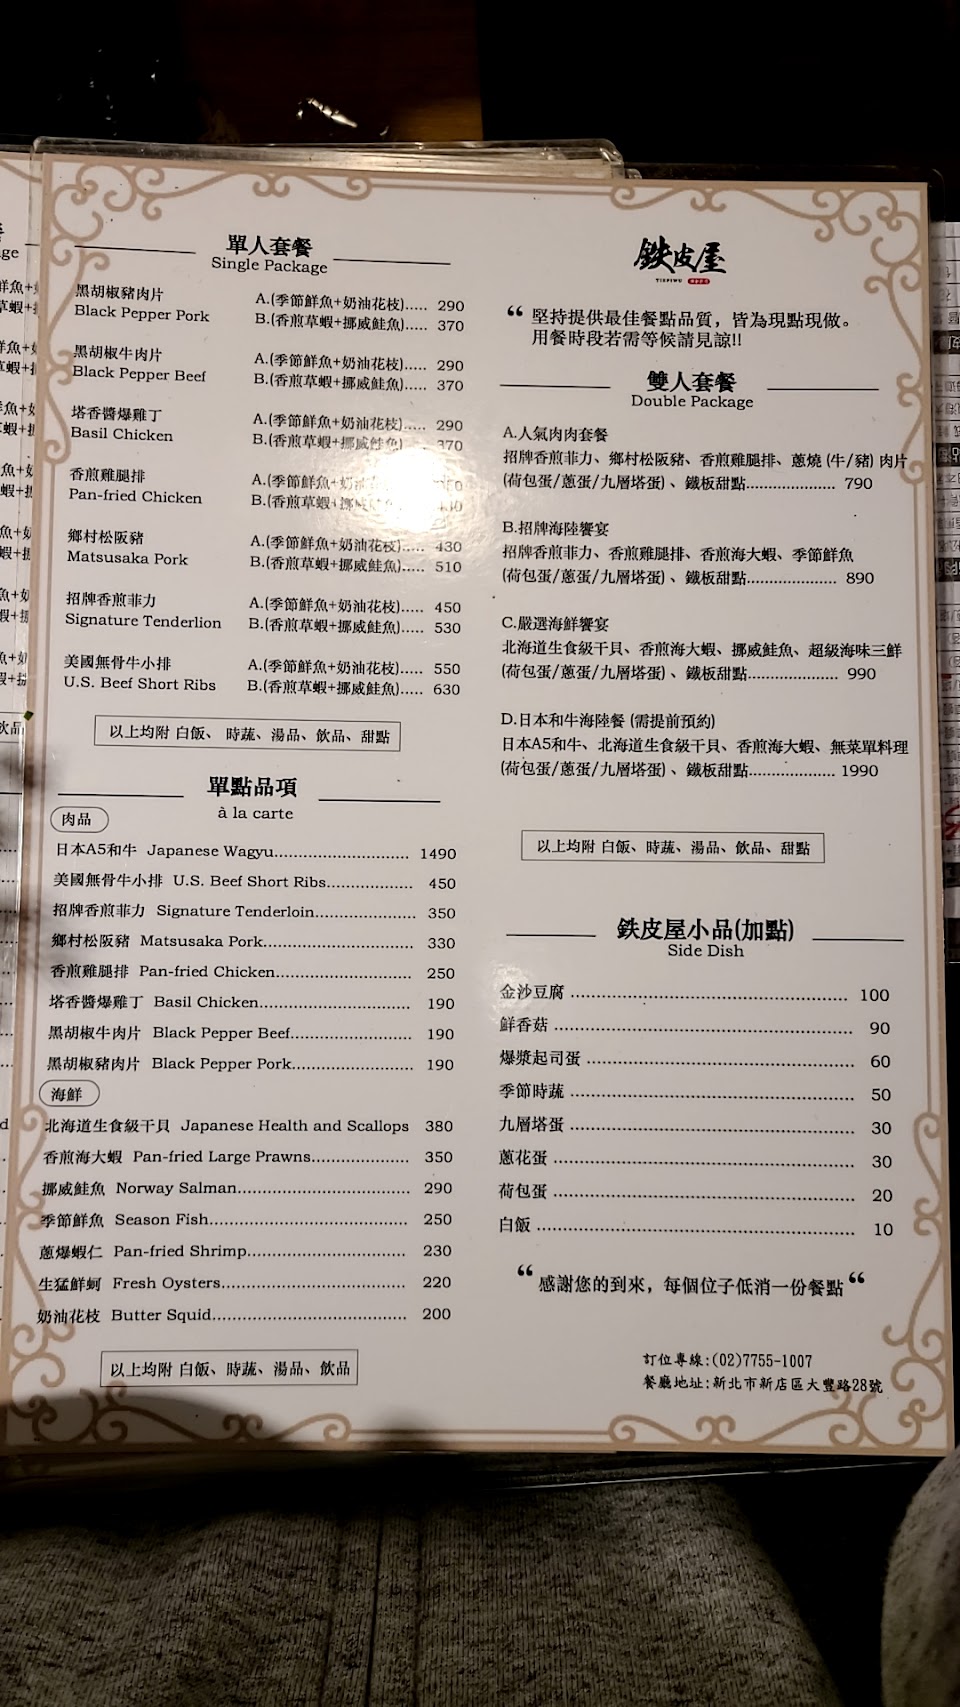 單人套餐
Single Package
黑胡椒豬肉片
Black Pepper Pork
A.(季節鮮魚+奶油花枝)..... 290
B.(香煎草蝦+挪威鮭魚)..... 370
黑胡椒牛肉片
Black Pepper Beef
A.(季節鮮魚+奶油花枝)..... 290
B.(香煎草蝦+挪威鮭魚)..... 370
塔香醬爆雞丁
Basil Chicken
A.(季節鮮魚+奶油花枝)..... 290
B.(香煎草蝦+挪威鮭魚) 370
香煎雞腿排
Pan-fried Chicken
A.(季節鮮魚+奶油花
B.(香煎草蝦+挪
鄉村松阪豬
Matsusaka Pork
A.(季節鮮魚+奶油花枝)..... 430
B.(香煎草蝦+挪威鮭魚)..... 510
招牌香煎菲力
Signature Tenderlion
A.(季節鮮魚+奶油花枝)..... 450
B.(香煎草蝦+挪威鮭魚)..... 530
美國無骨牛小排
U.S. Beef Short Ribs
A.(季節鮮魚+奶油花枝)..... 550
B.(香煎草蝦+挪威鮭魚)..... 630
以上均附 白飯、 時蔬、湯品、飲品、甜點
單點品項
à la carte
肉品
日本A5和牛 Japanese Wagyu.......................... 1490
美國無骨牛小排 U.S. Beef Short Ribs................. 450
招牌香煎菲力 Signature Tenderloin.................... 350
鄉村松阪豬 Matsusaka Pork............................. 330
香煎雞腿排 Pan-fried Chicken........................... 250
塔香醬爆雞丁 Basil Chicken.............................. 190
黑胡椒牛肉片 Black Pepper Beef........................ 190
黑胡椒豬肉片 Black Pepper Pork........................ 190
海鮮
北海道生食級干貝 Japanese Health and Scallops 380
香煎海大蝦 Pan-fried Large Prawns.................. 350
挪威鮭魚 Norway Salman................................. 290
季節鮮魚 Season Fish...................................... 250
蔥爆蝦仁 Pan-fried Shrimp............................... 230
生猛鮮蚵 Fresh Oysters................................... 220
奶油花枝 Butter Squid..................................... 200
以上均附 白飯、時蔬、湯品、飲品
鉄皮屋
TIEPIWU
“ 堅持提供最佳餐點品質，皆為現點現做。
用餐時段若需等候請見諒!!
雙人套餐
Double Package
A.人氣肉肉套餐
招牌香煎菲力、鄉村松阪豬、香煎雞腿排、蔥燒 (牛/豬) 肉片
(荷包蛋/蔥蛋/九層塔蛋) 、鐵板甜點................... 790
B.招牌海陸饗宴
招牌香煎菲力、香煎雞腿排、香煎海大蝦、季節鮮魚
(荷包蛋/蔥蛋/九層塔蛋) 、鐵板甜點................... 890
C.嚴選海鮮饗宴
北海道生食級干貝、香煎海大蝦、挪威鮭魚、超級海味三鮮
(荷包蛋/蔥蛋/九層塔蛋) 、鐵板甜點................... 990
D.日本和牛海陸餐 (需提前預約)
日本A5和牛、北海道生食級干貝、香煎海大蝦、無菜單料理
(荷包蛋/蔥蛋/九層塔蛋) 、鐵板甜點................... 1990
以上均附 白飯、時蔬、湯品、飲品、甜點
鉄皮屋小品(加點)
Side Dish
金沙豆腐 ........................................ 100
鮮香菇 ........................................... 90
爆漿起司蛋 ..................................... 60
季節時蔬 ........................................ 50
九層塔蛋 ........................................ 30
蔥花蛋 ........................................... 30
荷包蛋 ........................................... 20
白飯 .............................................. 10
“ 感謝您的到來，每個位子低消一份餐點 “
訂位專線:(02)7755-1007
餐廳地址:新北市新店區大豐路28號